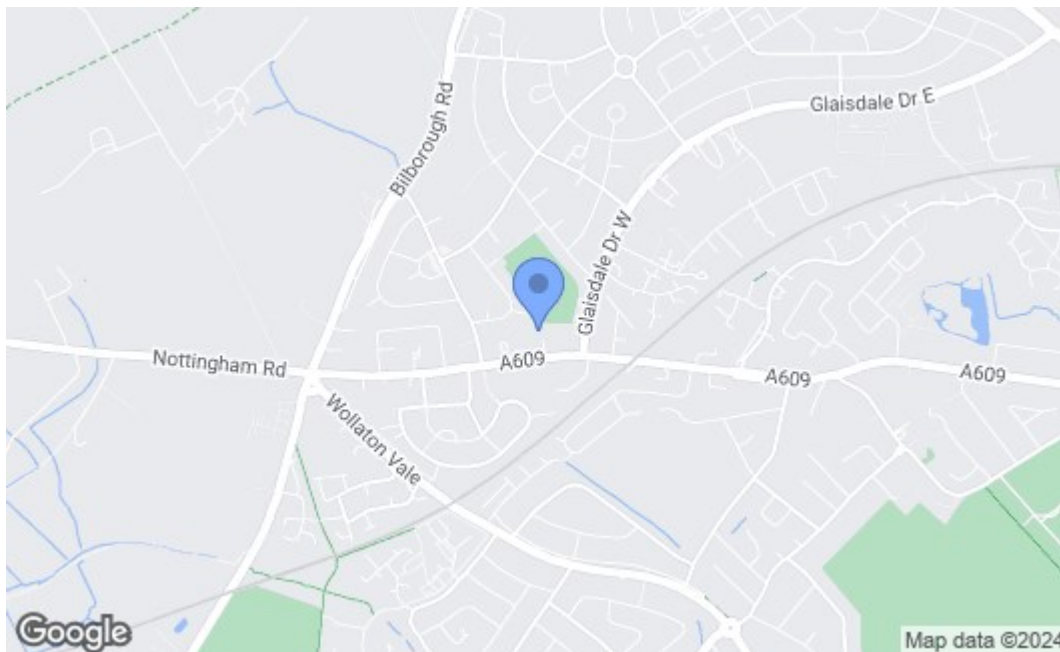 Glaisdale Dr E
Bilborough Rd
Glaisdale Dr W
Nottingham Rd
A609
A609
A609
Wollaton Vale
Google
Map data ©2024